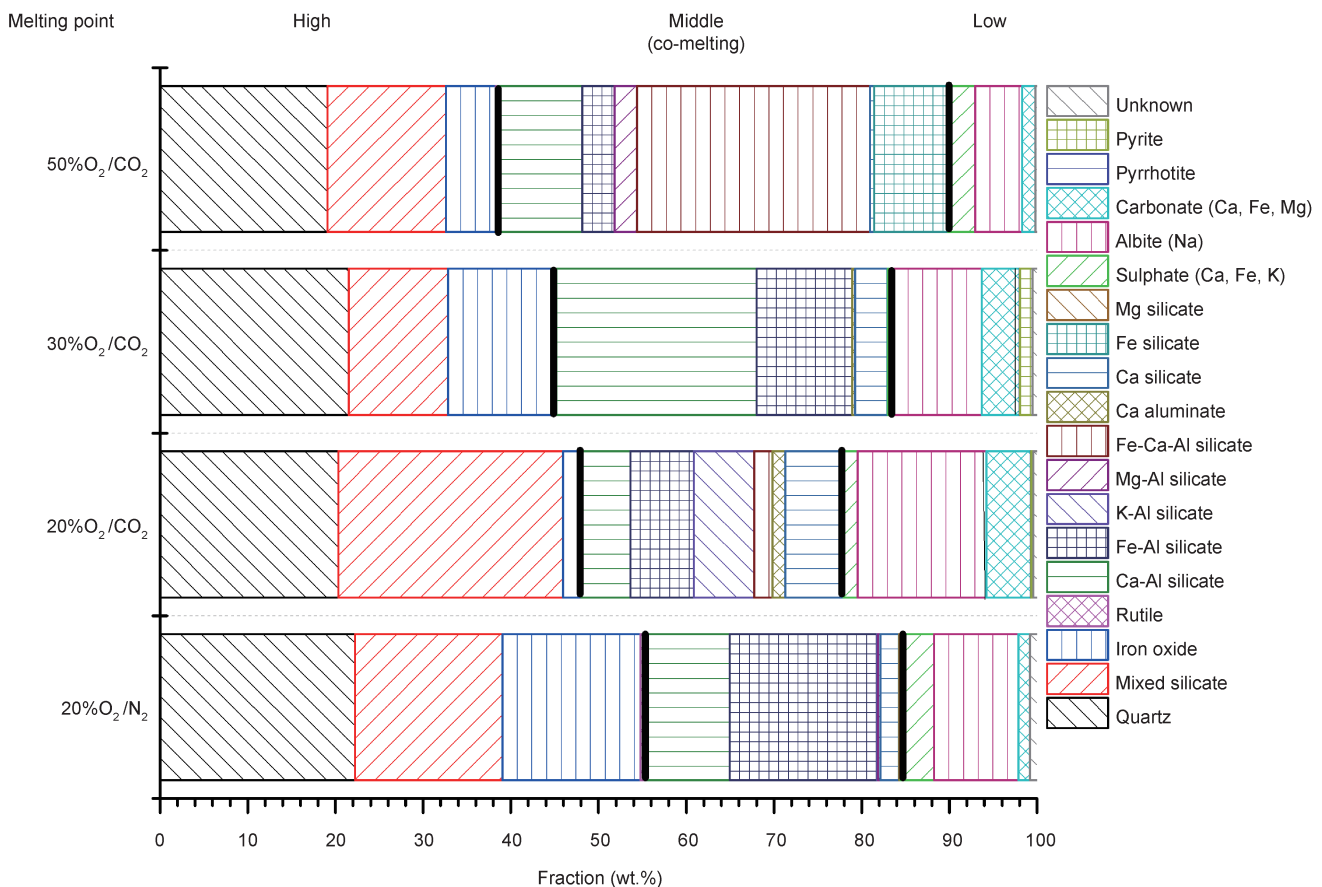 Melting point High Middle Low
(co-melting)
50%O₂/CO₂
30%O₂/CO₂
20%O₂/CO₂
20%O₂/N₂
Unknown
Pyrite
Pyrrhotite
Carbonate (Ca, Fe, Mg)
Albite (Na)
Sulphate (Ca, Fe, K)
Mg silicate
Fe silicate
Ca silicate
Ca aluminate
Fe-Ca-Al silicate
Mg-Al silicate
K-Al silicate
Fe-Al silicate
Ca-Al silicate
Rutile
Iron oxide
Mixed silicate
Quartz
0 10 20 30 40 50 60 70 80 90 100
Fraction (wt.%)